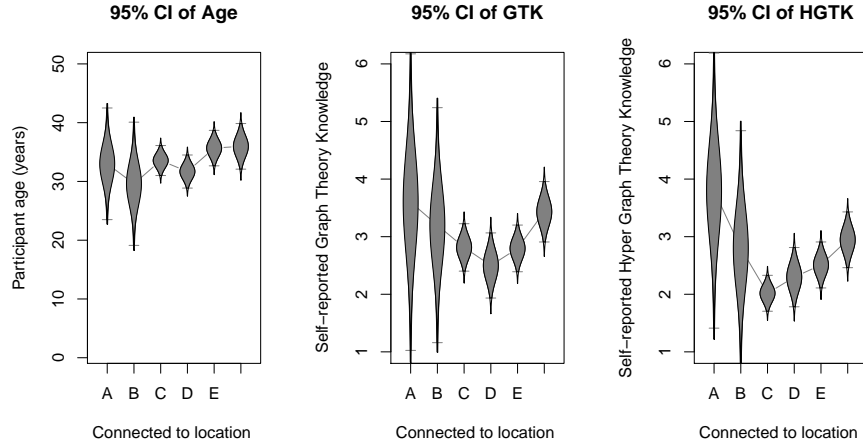 95% CI of Age
Participant age (years)
50
40
30
20
10
0
A B C D E
Connected to location
95% CI of GTK
Self−reported Graph Theory Knowledge
6
5
4
3
2
1
A B C D E
Connected to location
95% CI of HGTK
Self−reported Hyper Graph Theory Knowledge
6
5
4
3
2
1
A B C D E
Connected to location